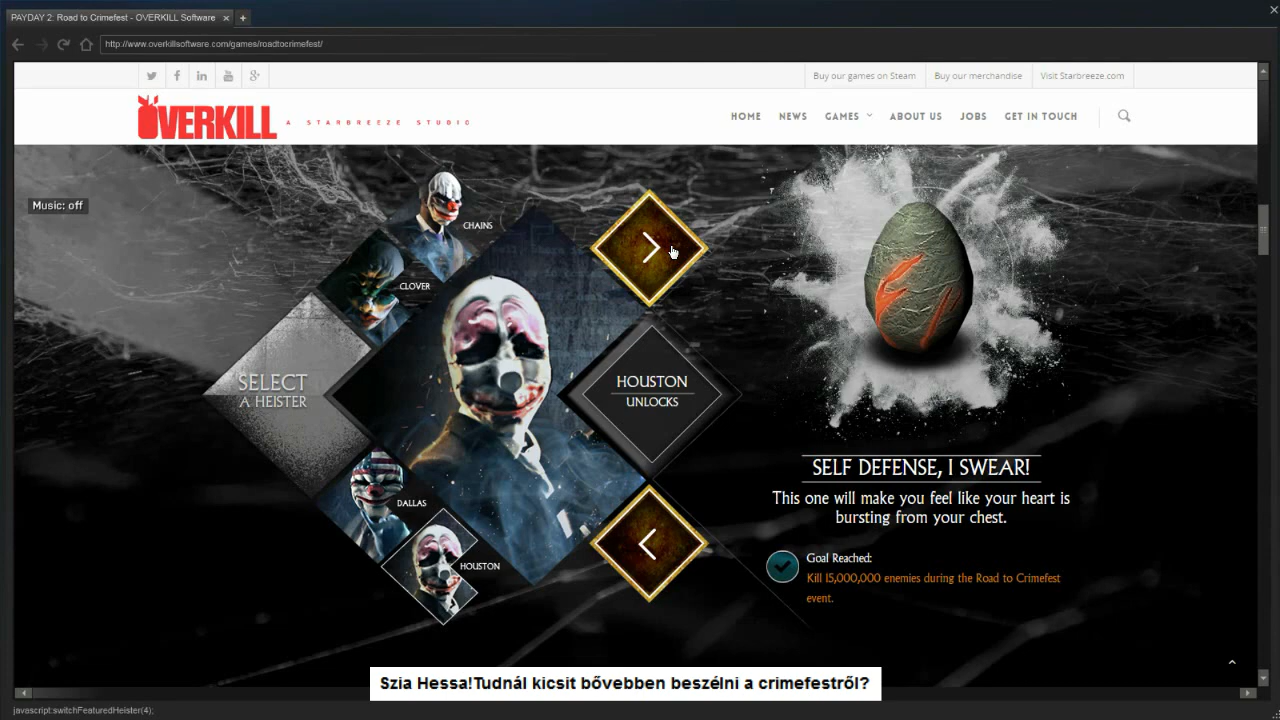 PAYDAY 2: Road to Crimefest - OVERKILL Software
http://www.overkillsoftware.com/games/roadtocrimefest/
Buy our games on Steam
Buy our merchandise
Visit Starbreeze.com
OVERKILL A STARBREEZE STUDIO
HOME NEWS GAMES ABOUT US JOBS GET IN TOUCH
Music: off
CHAINS
CLOVER
SELECT
A HEISTER
HOUSTON
UNLOCKS
DALLAS
HOUSTON
SELF DEFENSE, I SWEAR!
This one will make you feel like your heart is
bursting from your chest.
Goal Reached:
Kill 15,000,000 enemies during the Road to Crimefest
event.
Szia Hessa!Tudnál kicsit bővebben beszélni a crimefestről?
javascript:switchFeaturedHeister(4);